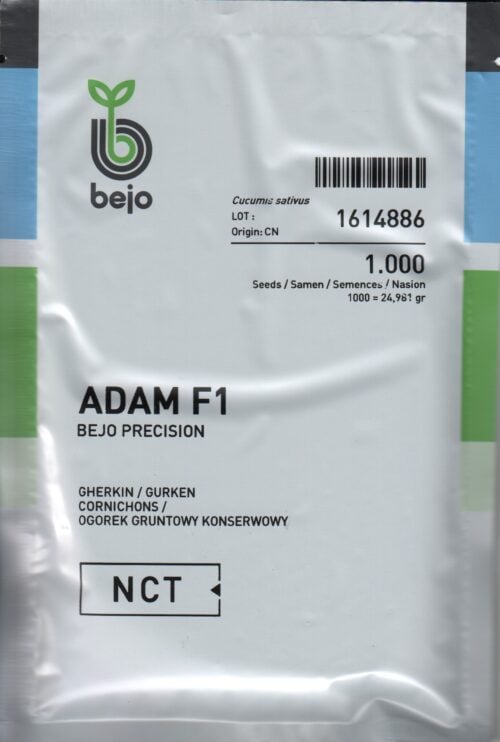 bejo
Cucumis sativus
LOT : 1614886
Origin: CN
1.000
Seeds / Samen / Semences / Nasion
1000 = 24,981 gr
ADAM F1
BEJO PRECISION
GHERKIN / GURKEN
CORNICHONS /
OGOREK GRUNTOWY KONSERWOWY
NCT